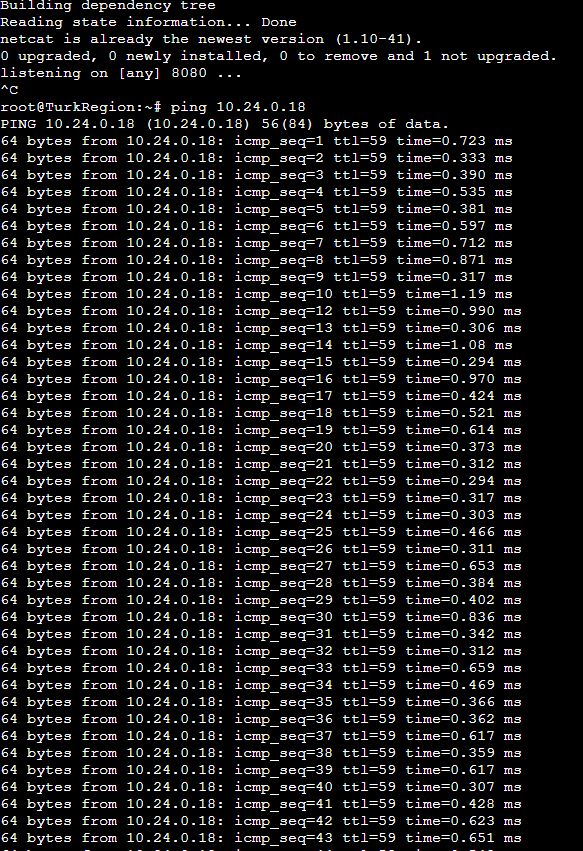 Building dependency tree
Reading state information... Done
netcat is already the newest version (1.10-41).
0 upgraded, 0 newly installed, 0 to remove and 1 not upgraded.
listening on [any] 8080 ...
^C
root@TurkRegion:~# ping 10.24.0.18
PING 10.24.0.18 (10.24.0.18) 56(84) bytes of data.
64 bytes from 10.24.0.18: icmp_seq=1 ttl=59 time=0.723 ms
64 bytes from 10.24.0.18: icmp_seq=2 ttl=59 time=0.333 ms
64 bytes from 10.24.0.18: icmp_seq=3 ttl=59 time=0.390 ms
64 bytes from 10.24.0.18: icmp_seq=4 ttl=59 time=0.535 ms
64 bytes from 10.24.0.18: icmp_seq=5 ttl=59 time=0.381 ms
64 bytes from 10.24.0.18: icmp_seq=6 ttl=59 time=0.597 ms
64 bytes from 10.24.0.18: icmp_seq=7 ttl=59 time=0.712 ms
64 bytes from 10.24.0.18: icmp_seq=8 ttl=59 time=0.871 ms
64 bytes from 10.24.0.18: icmp_seq=9 ttl=59 time=0.317 ms
64 bytes from 10.24.0.18: icmp_seq=10 ttl=59 time=1.19 ms
64 bytes from 10.24.0.18: icmp_seq=12 ttl=59 time=0.990 ms
64 bytes from 10.24.0.18: icmp_seq=13 ttl=59 time=0.306 ms
64 bytes from 10.24.0.18: icmp_seq=14 ttl=59 time=1.08 ms
64 bytes from 10.24.0.18: icmp_seq=15 ttl=59 time=0.294 ms
64 bytes from 10.24.0.18: icmp_seq=16 ttl=59 time=0.970 ms
64 bytes from 10.24.0.18: icmp_seq=17 ttl=59 time=0.424 ms
64 bytes from 10.24.0.18: icmp_seq=18 ttl=59 time=0.521 ms
64 bytes from 10.24.0.18: icmp_seq=19 ttl=59 time=0.614 ms
64 bytes from 10.24.0.18: icmp_seq=20 ttl=59 time=0.373 ms
64 bytes from 10.24.0.18: icmp_seq=21 ttl=59 time=0.312 ms
64 bytes from 10.24.0.18: icmp_seq=22 ttl=59 time=0.294 ms
64 bytes from 10.24.0.18: icmp_seq=23 ttl=59 time=0.317 ms
64 bytes from 10.24.0.18: icmp_seq=24 ttl=59 time=0.303 ms
64 bytes from 10.24.0.18: icmp_seq=25 ttl=59 time=0.466 ms
64 bytes from 10.24.0.18: icmp_seq=26 ttl=59 time=0.311 ms
64 bytes from 10.24.0.18: icmp_seq=27 ttl=59 time=0.653 ms
64 bytes from 10.24.0.18: icmp_seq=28 ttl=59 time=0.384 ms
64 bytes from 10.24.0.18: icmp_seq=29 ttl=59 time=0.402 ms
64 bytes from 10.24.0.18: icmp_seq=30 ttl=59 time=0.836 ms
64 bytes from 10.24.0.18: icmp_seq=31 ttl=59 time=0.342 ms
64 bytes from 10.24.0.18: icmp_seq=32 ttl=59 time=0.312 ms
64 bytes from 10.24.0.18: icmp_seq=33 ttl=59 time=0.659 ms
64 bytes from 10.24.0.18: icmp_seq=34 ttl=59 time=0.469 ms
64 bytes from 10.24.0.18: icmp_seq=35 ttl=59 time=0.366 ms
64 bytes from 10.24.0.18: icmp_seq=36 ttl=59 time=0.362 ms
64 bytes from 10.24.0.18: icmp_seq=37 ttl=59 time=0.617 ms
64 bytes from 10.24.0.18: icmp_seq=38 ttl=59 time=0.359 ms
64 bytes from 10.24.0.18: icmp_seq=39 ttl=59 time=0.617 ms
64 bytes from 10.24.0.18: icmp_seq=40 ttl=59 time=0.307 ms
64 bytes from 10.24.0.18: icmp_seq=41 ttl=59 time=0.428 ms
64 bytes from 10.24.0.18: icmp_seq=42 ttl=59 time=0.623 ms
64 bytes from 10.24.0.18: icmp_seq=43 ttl=59 time=0.651 ms